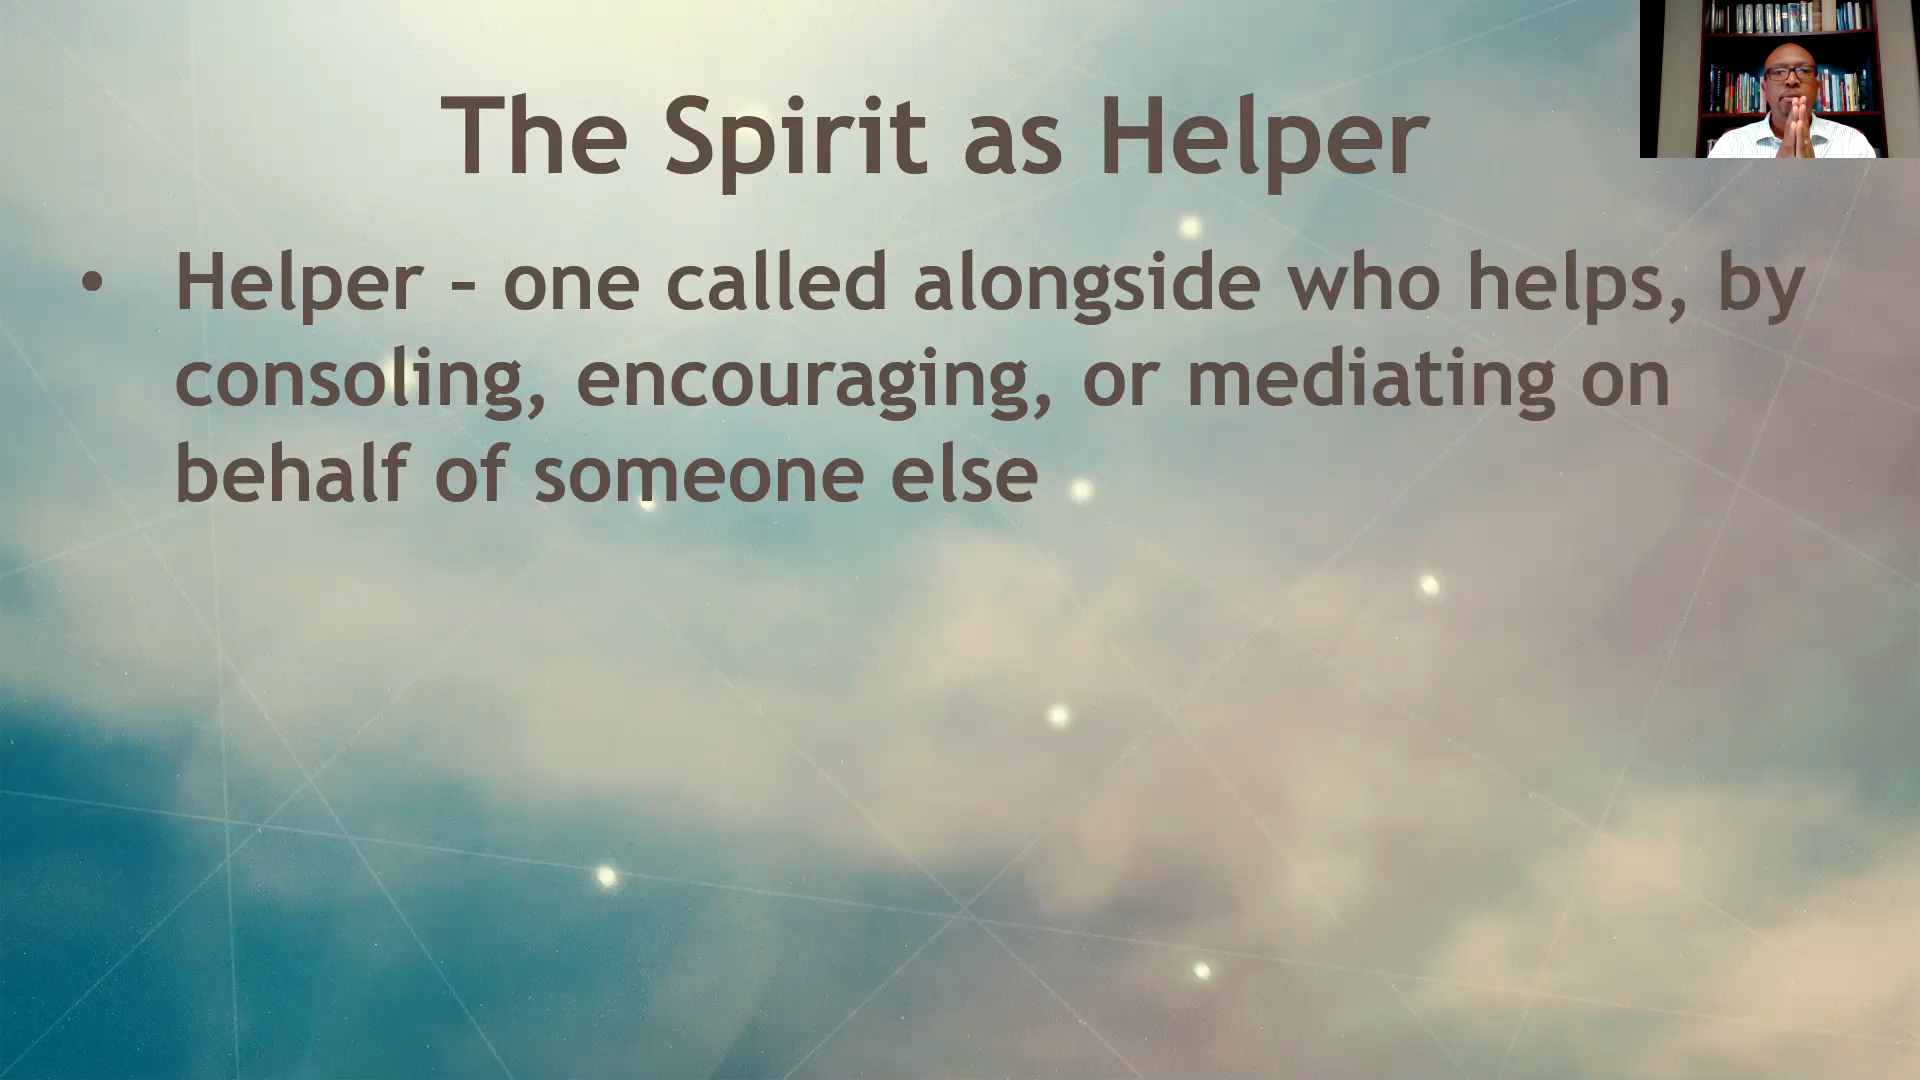 The Spirit as Helper
• Helper – one called alongside who helps, by
consoling, encouraging, or mediating on
behalf of someone else